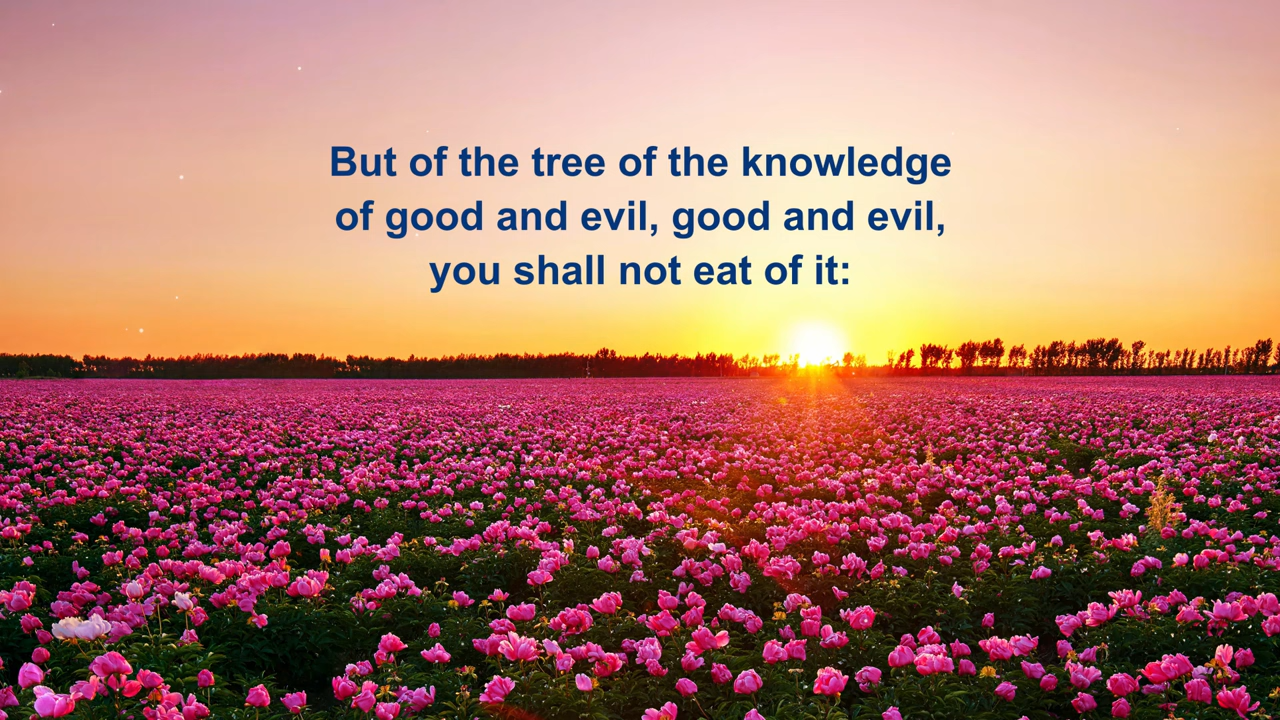 But of the tree of the knowledge
of good and evil, good and evil,
you shall not eat of it: